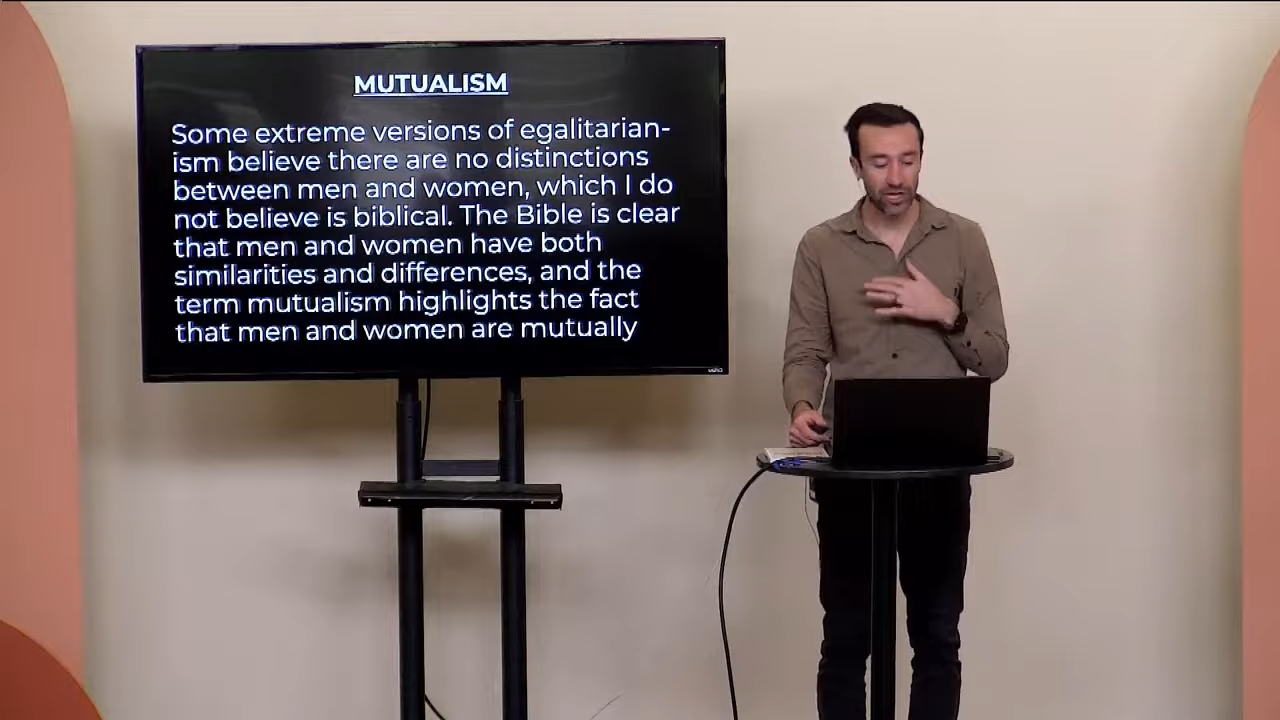 MUTUALISM
Some extreme versions of egalitarian-
ism believe there are no distinctions
between men and women, which I do
not believe is biblical. The Bible is clear
that men and women have both
similarities and differences, and the
term mutualism highlights the fact
that men and women are mutually